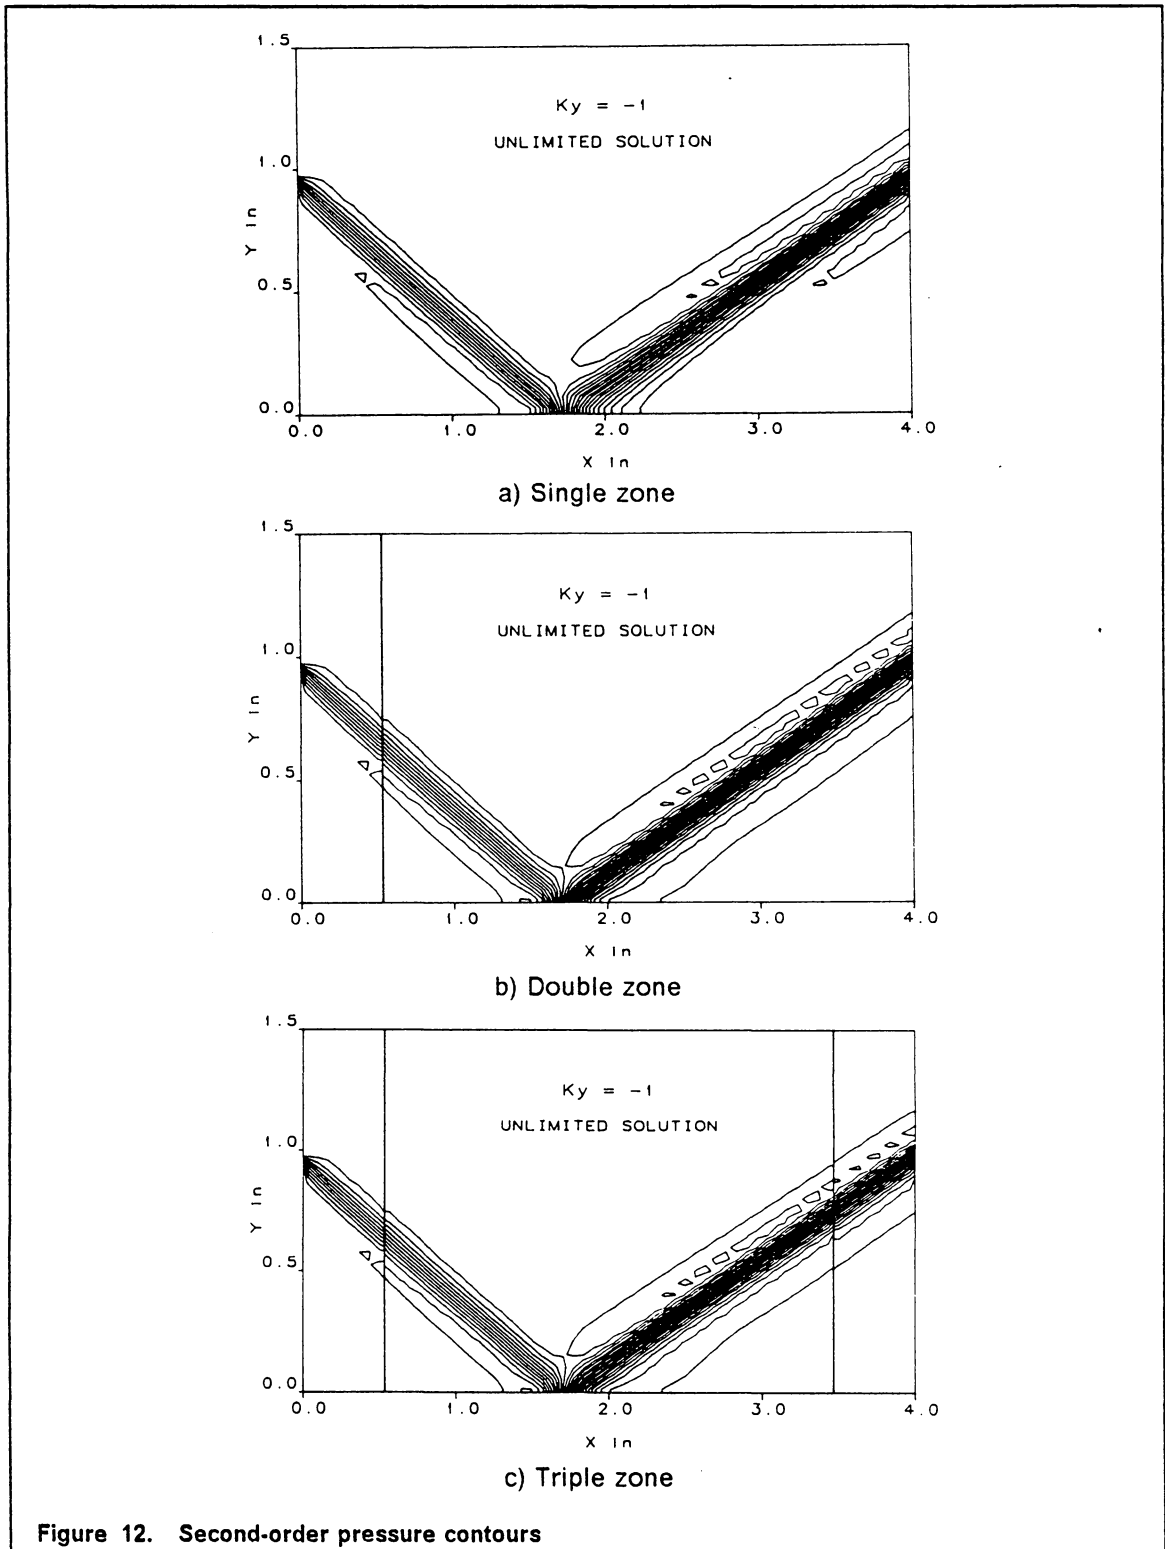 1.5
1.0
0.5
0.0
Y In
Ky = -1
UNLIMITED SOLUTION
0.0 1.0 2.0 3.0 4.0
X In
a) Single zone
1.5
1.0
0.5
0.0
Y In
Ky = -1
UNLIMITED SOLUTION
0.0 1.0 2.0 3.0 4.0
X In
b) Double zone
1.5
1.0
0.5
0.0
Y In
Ky = -1
UNLIMITED SOLUTION
0.0 1.0 2.0 3.0 4.0
X In
c) Triple zone
Figure 12. Second-order pressure contours